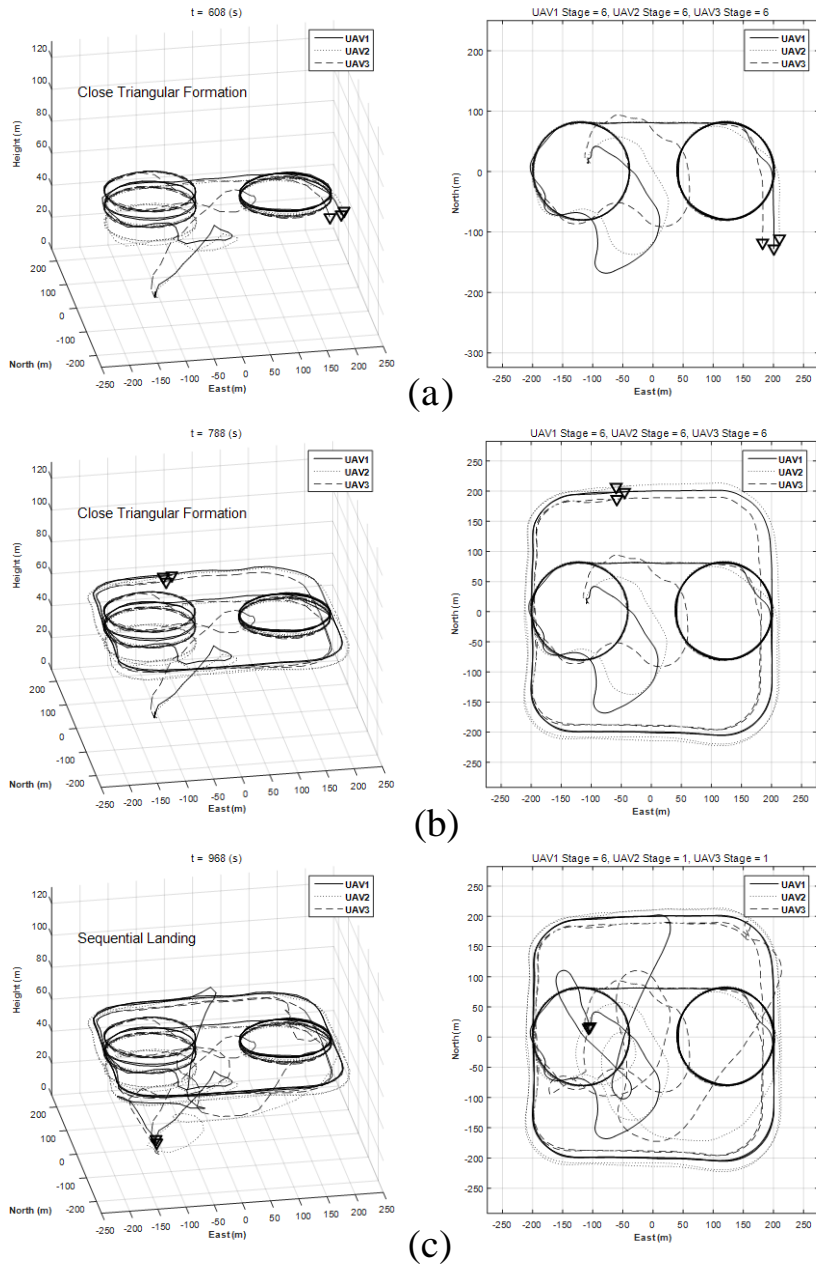 t = 608 (s)
UAV1 Stage = 6, UAV2 Stage = 6, UAV3 Stage = 6
UAV1
UAV2
UAV3
Close Triangular Formation
Height (m)
120
100
80
60
40
20
0
200
100
0
-100
-200
North (m)
-250
-200
-150
-100
-50
0
50
100
150
200
250
East (m)
UAV1
UAV2
UAV3
North (m)
200
100
0
-100
-200
-300
-250
-200
-150
-100
-50
0
50
100
150
200
250
East (m)
(a)
t = 788 (s)
UAV1 Stage = 6, UAV2 Stage = 6, UAV3 Stage = 6
UAV1
UAV2
UAV3
Close Triangular Formation
Height (m)
120
100
80
60
40
20
0
200
100
0
-100
-200
North (m)
-250
-200
-150
-100
-50
0
50
100
150
200
250
East (m)
UAV1
UAV2
UAV3
North (m)
250
200
150
100
50
0
-50
-100
-150
-200
-250
-250
-200
-150
-100
-50
0
50
100
150
200
250
East (m)
(b)
t = 968 (s)
UAV1 Stage = 6, UAV2 Stage = 1, UAV3 Stage = 1
UAV1
UAV2
UAV3
Sequential Landing
Height (m)
120
100
80
60
40
20
0
200
100
0
-100
-200
North (m)
-250
-200
-150
-100
-50
0
50
100
150
200
250
East (m)
UAV1
UAV2
UAV3
North (m)
250
200
150
100
50
0
-50
-100
-150
-200
-250
-250
-200
-150
-100
-50
0
50
100
150
200
250
East (m)
(c)